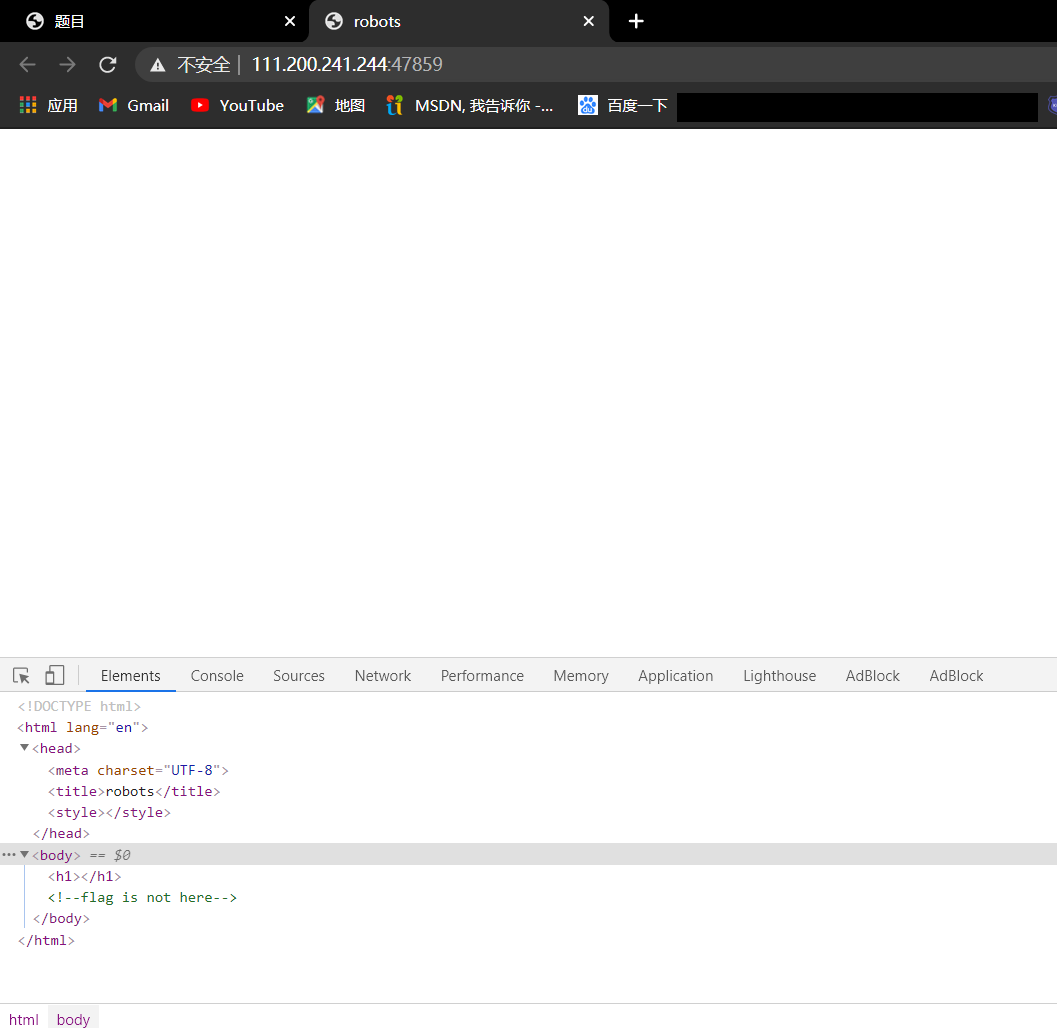 题目
robots
不安全 | 111.200.241.244:47859
应用 Gmail YouTube 地图 MSDN, 我告诉你 -... 百度一下
Elements Console Sources Network Performance Memory Application Lighthouse AdBlock AdBlock
<!DOCTYPE html>
<html lang="en">
<head>
<meta charset="UTF-8">
<title>robots</title>
<style></style>
</head>
<body> == $0
<h1></h1>
<!--flag is not here-->
</body>
</html>
html body